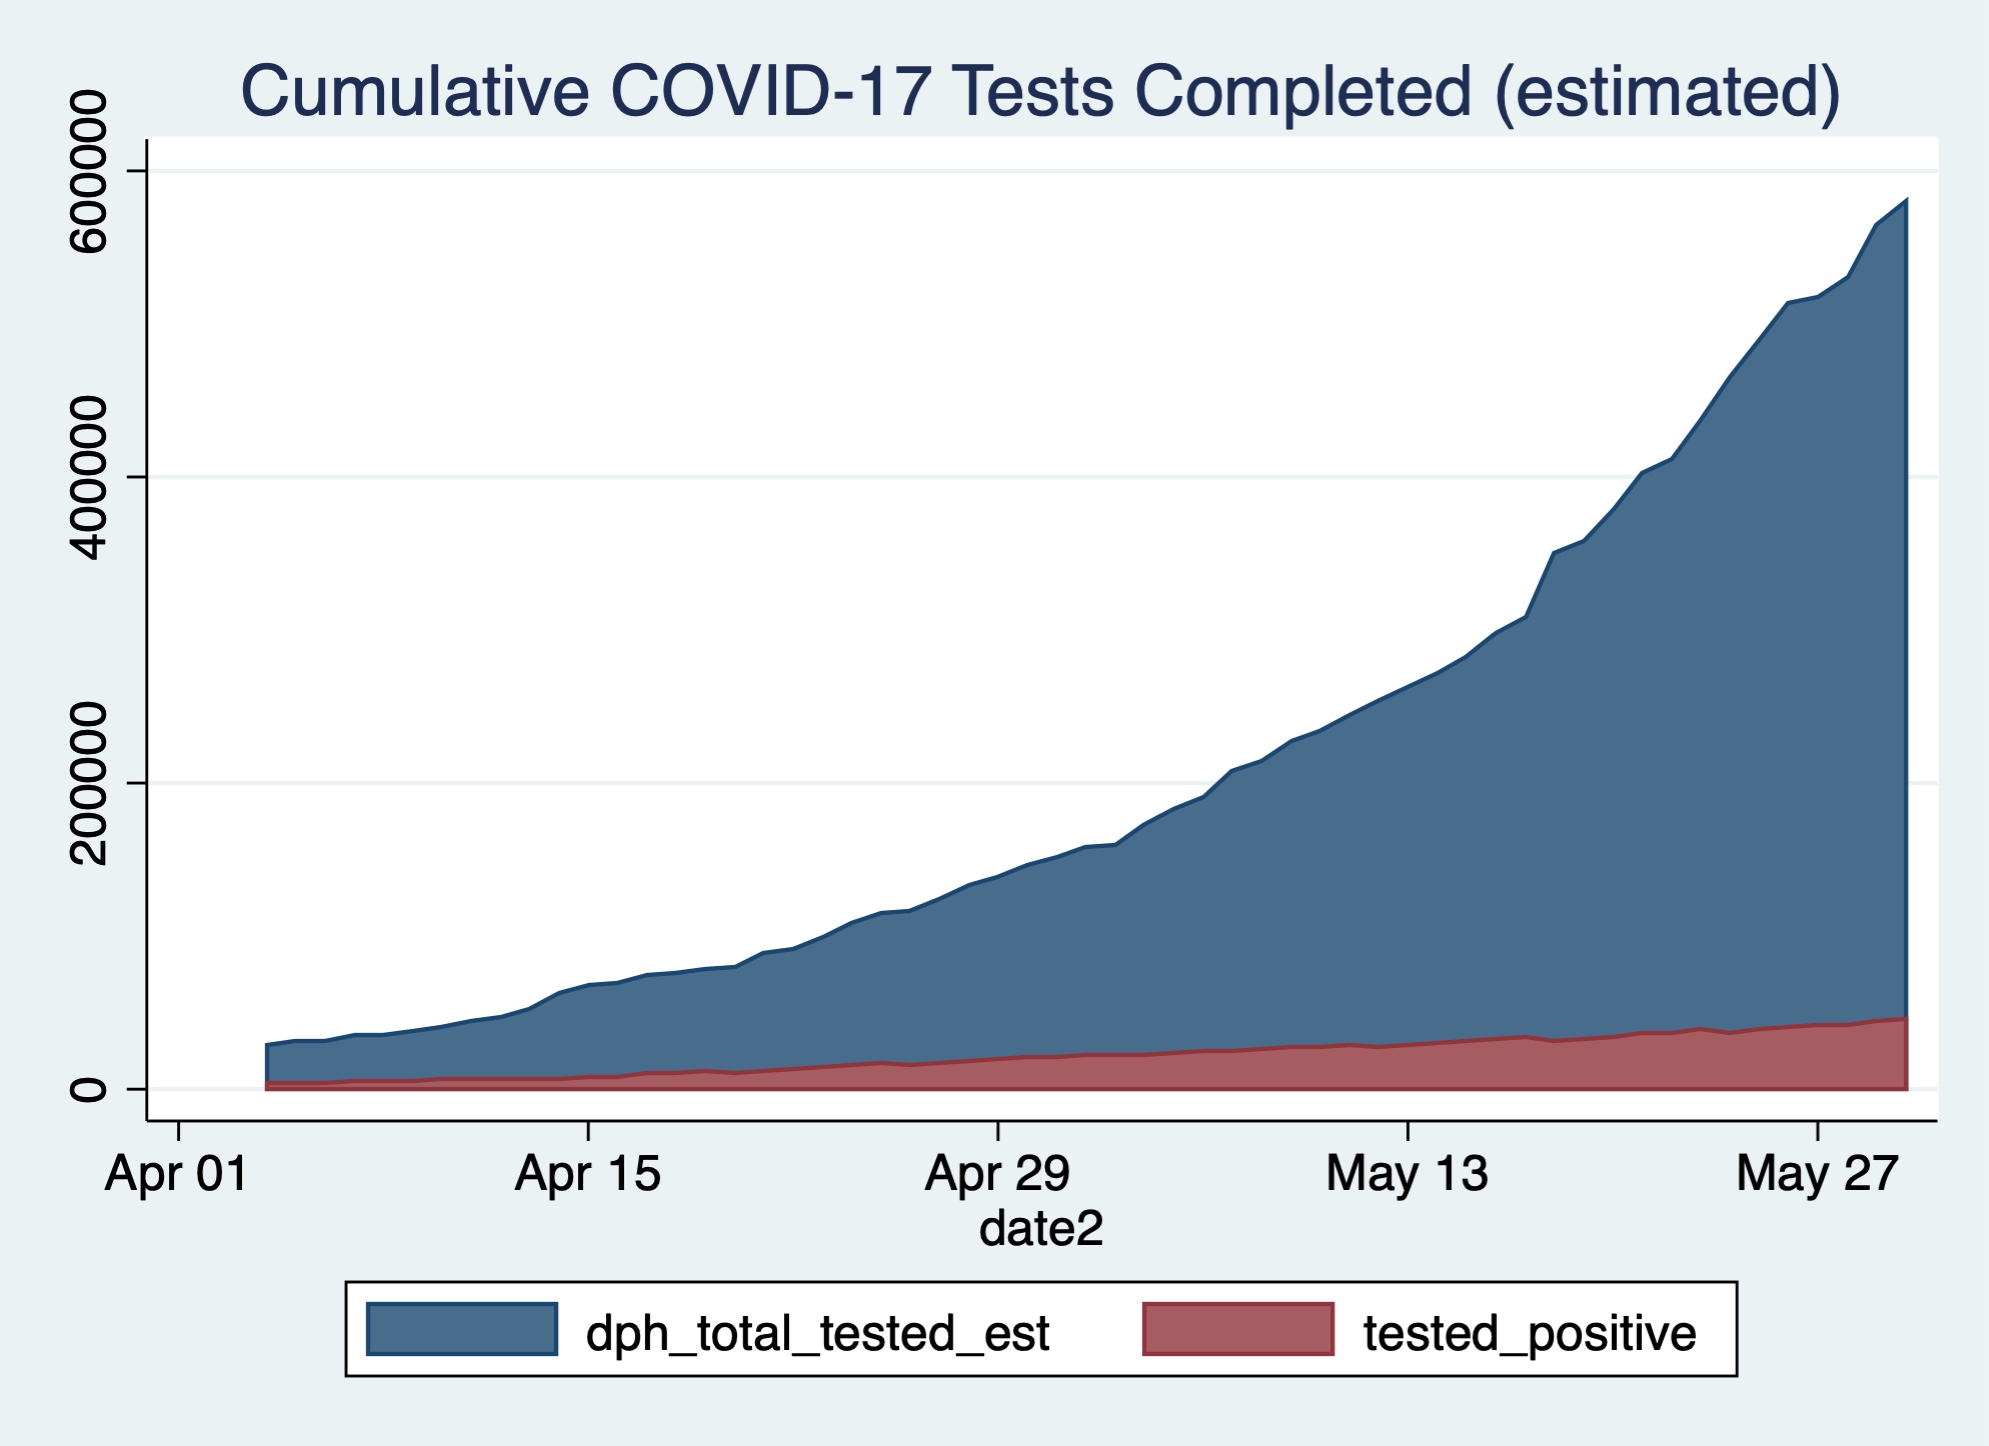 Cumulative COVID-17 Tests Completed (estimated)
600000
400000
200000
0
Apr 01 Apr 15 Apr 29 May 13 May 27
date2
dph_total_tested_est tested_positive